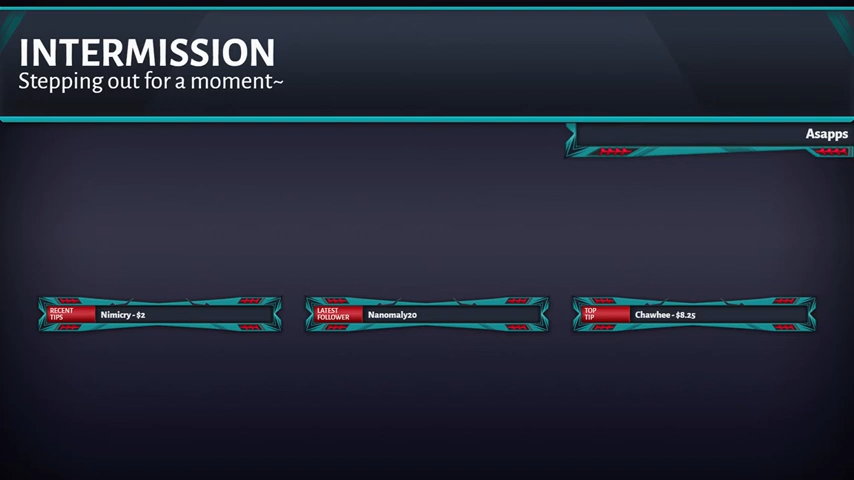 INTERMISSION
Stepping out for a moment~
Asapps
RECENT
TIPS
Nimicry - $2
LATEST
FOLLOWER
Nanomaly20
TOP
TIP
Chawhee - $8.25